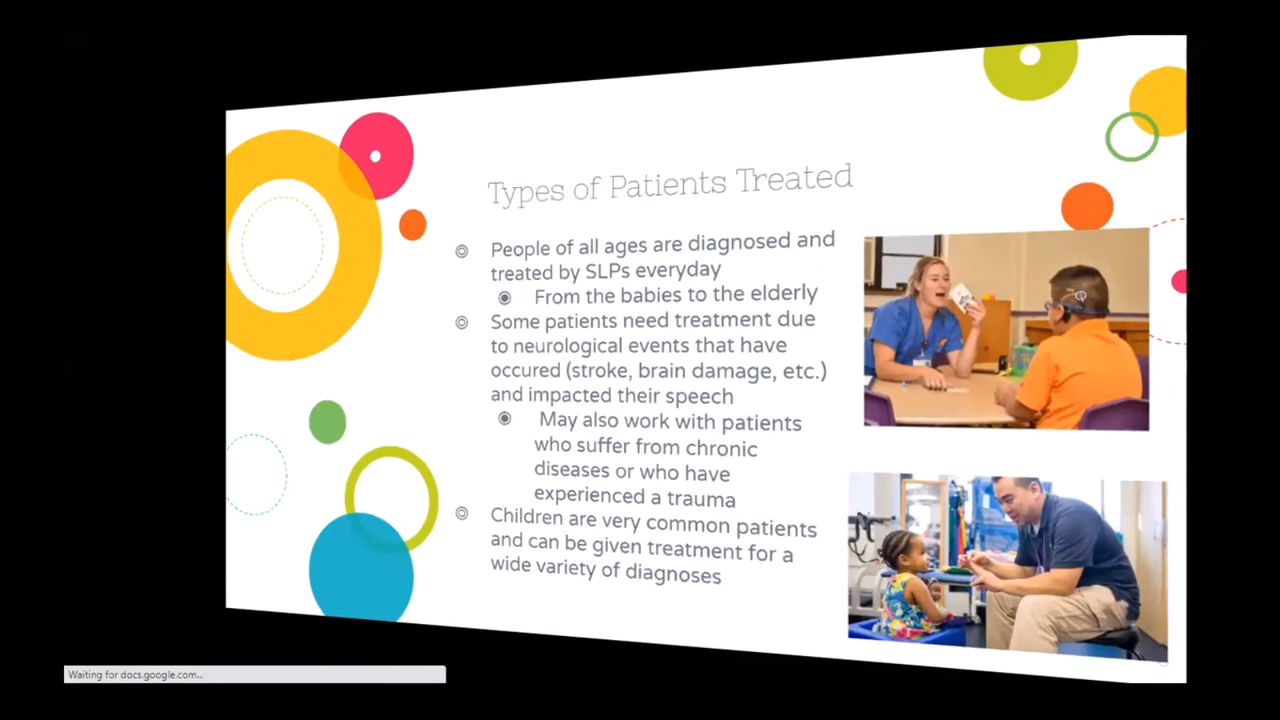 Types of Patients Treated
People of all ages are diagnosed and
treated by SLPs everyday
From the babies to the elderly
Some patients need treatment due
to neurological events that have
occured (stroke, brain damage, etc.)
and impacted their speech
May also work with patients
who suffer from chronic
diseases or who have
experienced a trauma
Children are very common patients
and can be given treatment for a
wide variety of diagnoses
Waiting for docs.google.com...